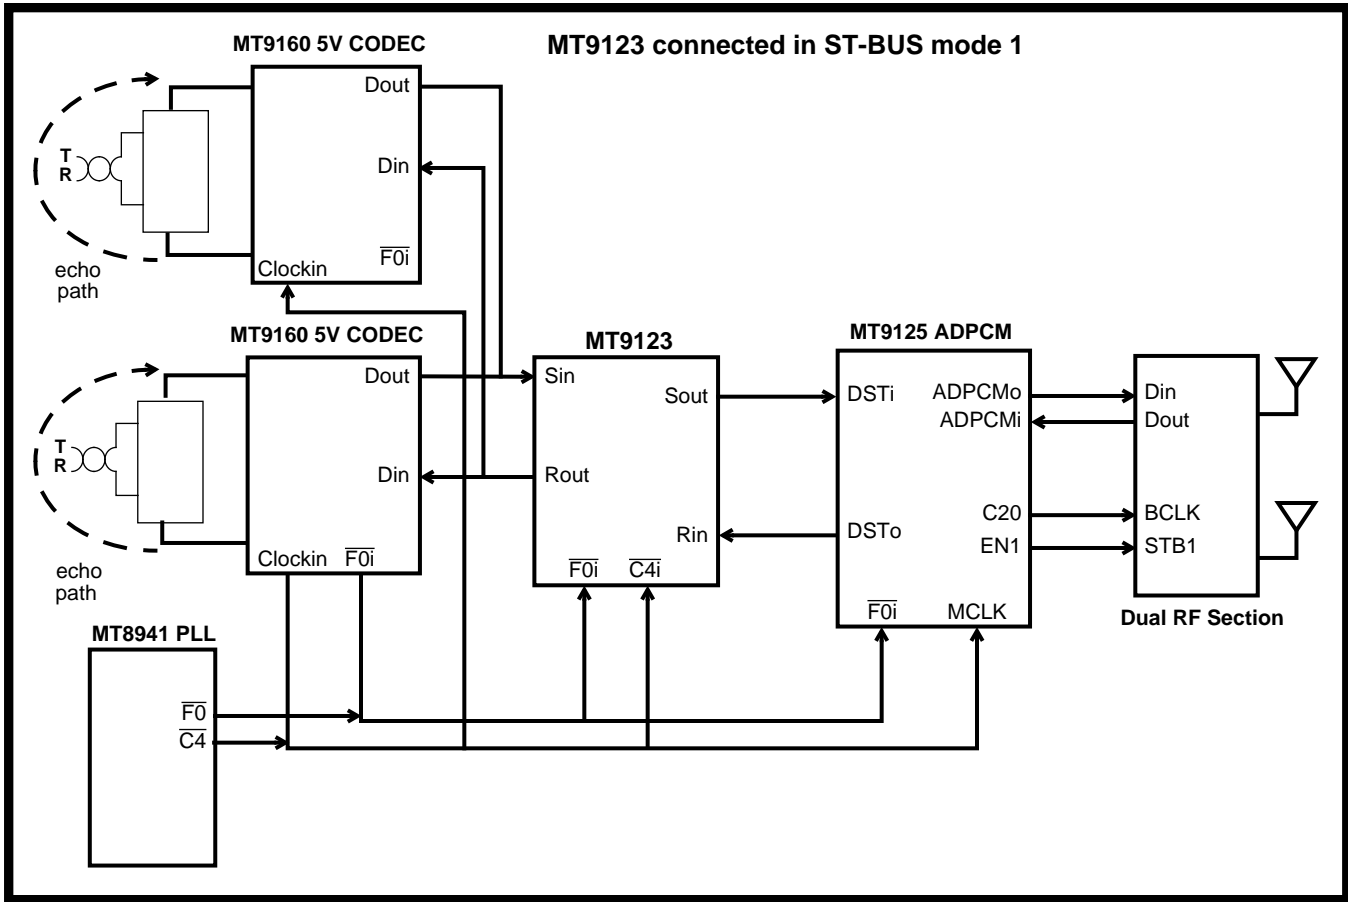 MT9160 5V CODEC
MT9123 connected in ST-BUS mode 1
Dout
Din
F0i
Clockin
T
R
echo
path
MT9160 5V CODEC
Dout
Din
Clockin
F0i
T
R
echo
path
MT9123
Sin
Sout
Rout
Rin
F0i
C4i
MT9125 ADPCM
DSTi
ADPCMo
ADPCMi
C20
DSTo
EN1
F0i
MCLK
Din
Dout
BCLK
STB1
Dual RF Section
MT8941 PLL
F0
C4